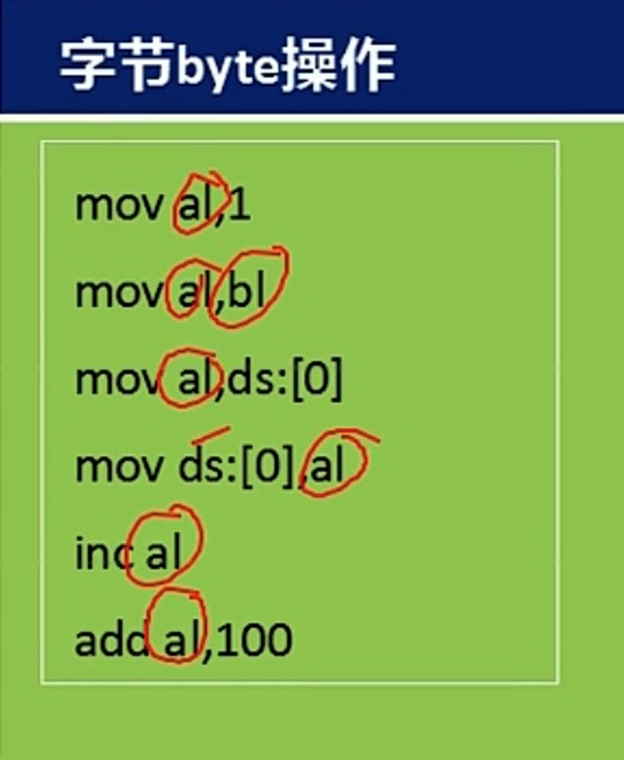 字节byte操作
mov al,1
mov al,bl
mov al,ds:[0]
mov ds:[0],al
inc al
add al,100